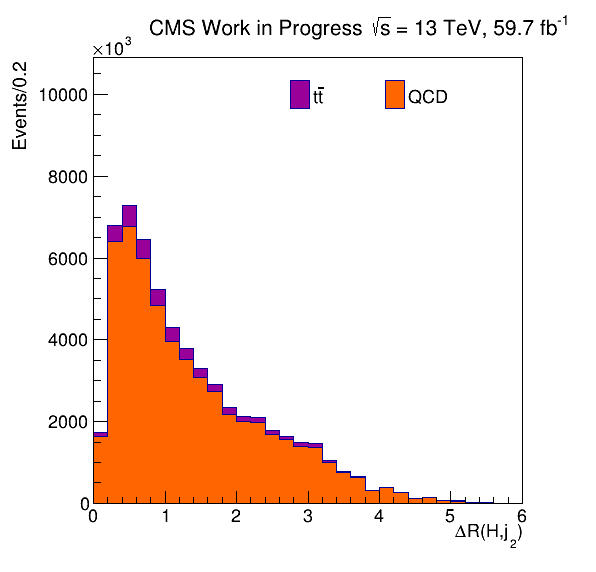 CMS Work in Progress √s = 13 TeV, 59.7 fb⁻¹
×10³
Events/0.2
tt̄
QCD
10000
8000
6000
4000
2000
0
0 1 2 3 4 5 6
ΔR(H,j₂)